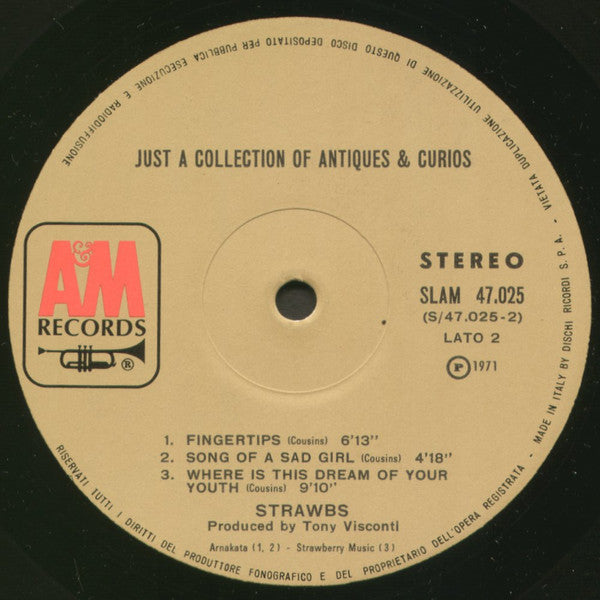 MADE IN ITALY BY DISCHI RICORDI S.P.A. - VIETATA DUPLICAZIONE UTILIZZAZIONE DI QUESTO DISCO DEPOSITATO PER PUBBLICA ESECUZIONE E RADIODIFFUSIONE
JUST A COLLECTION OF ANTIQUES & CURIOS
A&M
RECORDS
®
STEREO
SLAM 47.025
(S/47.025-2)
LATO 2
Ⓟ 1971
1. FINGERTIPS (Cousins) 6'13''
2. SONG OF A SAD GIRL (Cousins) 4'18''
3. WHERE IS THIS DREAM OF YOUR
YOUTH (Cousins) 9'10''
STRAWBS
Produced by Tony Visconti
Arnakata (1, 2) - Strawberry Music (3)
RISERVATI TUTTI I DIRITTI DEL PRODUTTORE FONOGRAFICO E DEL PROPRIETARIO DELL'OPERA REGISTRATA -